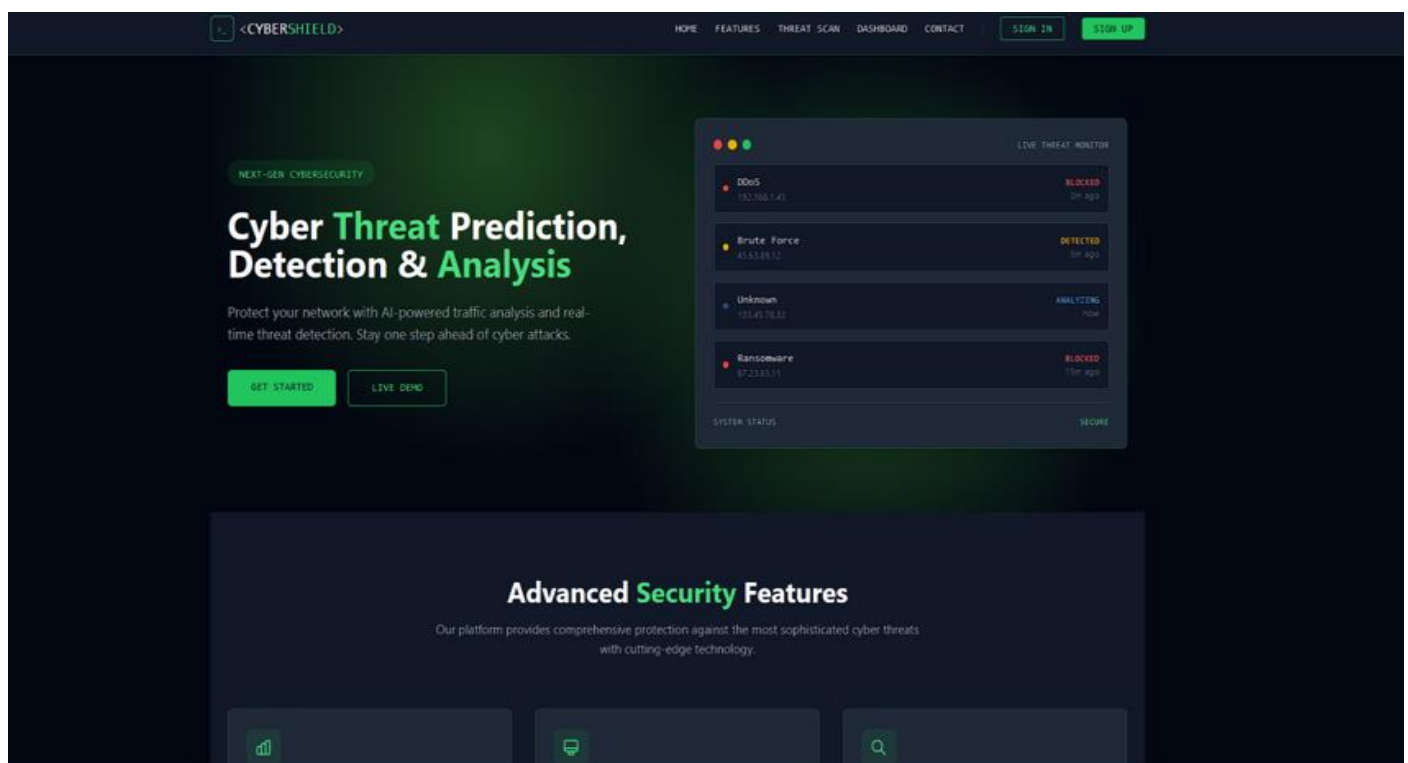 <CYBERSHIELD>
HOME FEATURES THREAT SCAN DASHBOARD CONTACT SIGN IN SIGN UP
NEXT-GEN CYBERSECURITY
Cyber Threat Prediction,
Detection & Analysis
Protect your network with AI-powered traffic analysis and real-
time threat detection. Stay one step ahead of cyber attacks.
GET STARTED LIVE DEMO
LIVE THREAT MONITOR
DDoS BLOCKED
192.168.1.45 2m ago
Brute Force DETECTED
5m ago
Unknown ANALYZING
now
Ransomware BLOCKED
ago
SYSTEM STATUS SECURE
Advanced Security Features
Our platform provides comprehensive protection against the most sophisticated cyber threats
with cutting-edge technology.